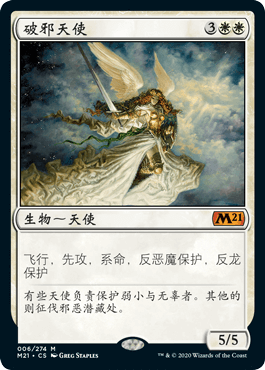 破邪天使 3
生物～天使 M21
飞行，先攻，系命，反恶魔保护，反龙
保护
有些天使负责保护弱小与无辜者。其他的
则征伐邪恶潜藏处。
5/5
006/274 M
M21 • CS GREG STAPLES ™ & © 2020 Wizards of the Coast